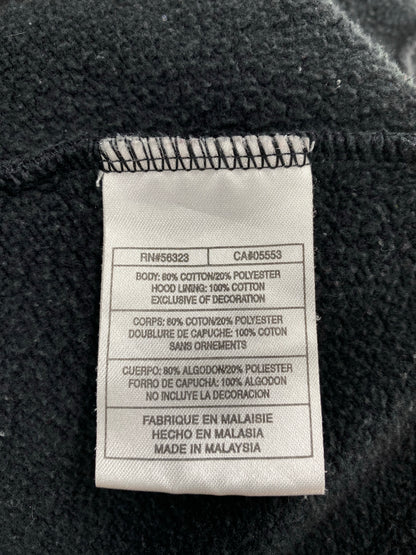 RN#56323 CA#05553
BODY: 80% COTTON/20% POLYESTER
HOOD LINING: 100% COTTON
EXCLUSIVE OF DECORATION
CORPS: 80% COTON/20% POLYESTER
DOUBLURE DE CAPUCHE: 100% COTON
SANS ORNEMENTS
CUERPO: 80% ALGODON/20% POLIESTER
FORRO DE CAPUCHA: 100% ALGODON
NO INCLUYE LA DECORACION
FABRIQUE EN MALAISIE
HECHO EN MALASIA
MADE IN MALAYSIA